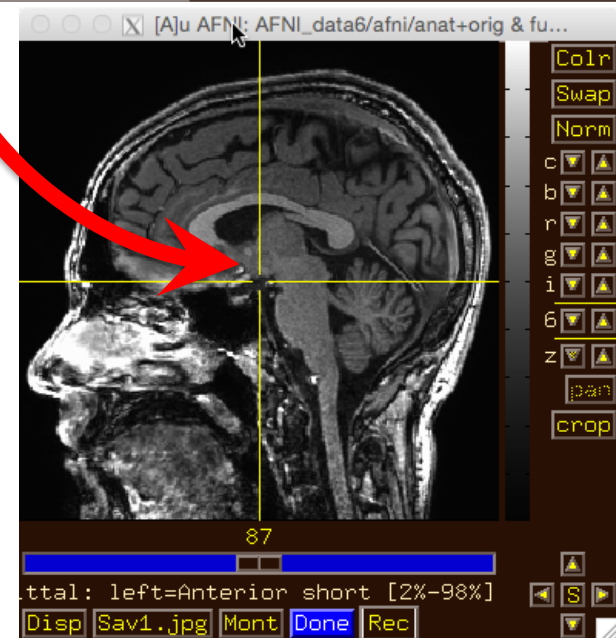 [A]u AFNI: AFNI_data6/afni/anat+orig & fu...
Colr
Swap
Norm
c
b
r
g
i
6
z
pan
crop
87
ttal: left=Anterior short [2%-98%]
S
Disp Sav1.jpg Mont Done Rec